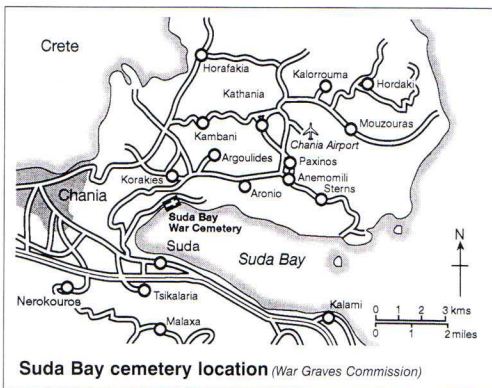 Crete
Horafakia
Kalorrouma
Hordaki
Kathania
Kambani
Chania Airport
Mouzouras
Argoulides
Paxinos
Korakies
Anemomili
Chania
Aronio
Sterns
Suda Bay
War Cemetery
Suda
Suda Bay
N
Nerokouros
Tsikalaria
Kalami
0 1 2 3 kms
Malaxa
0 1 2 miles
Suda Bay cemetery location (War Graves Commission)